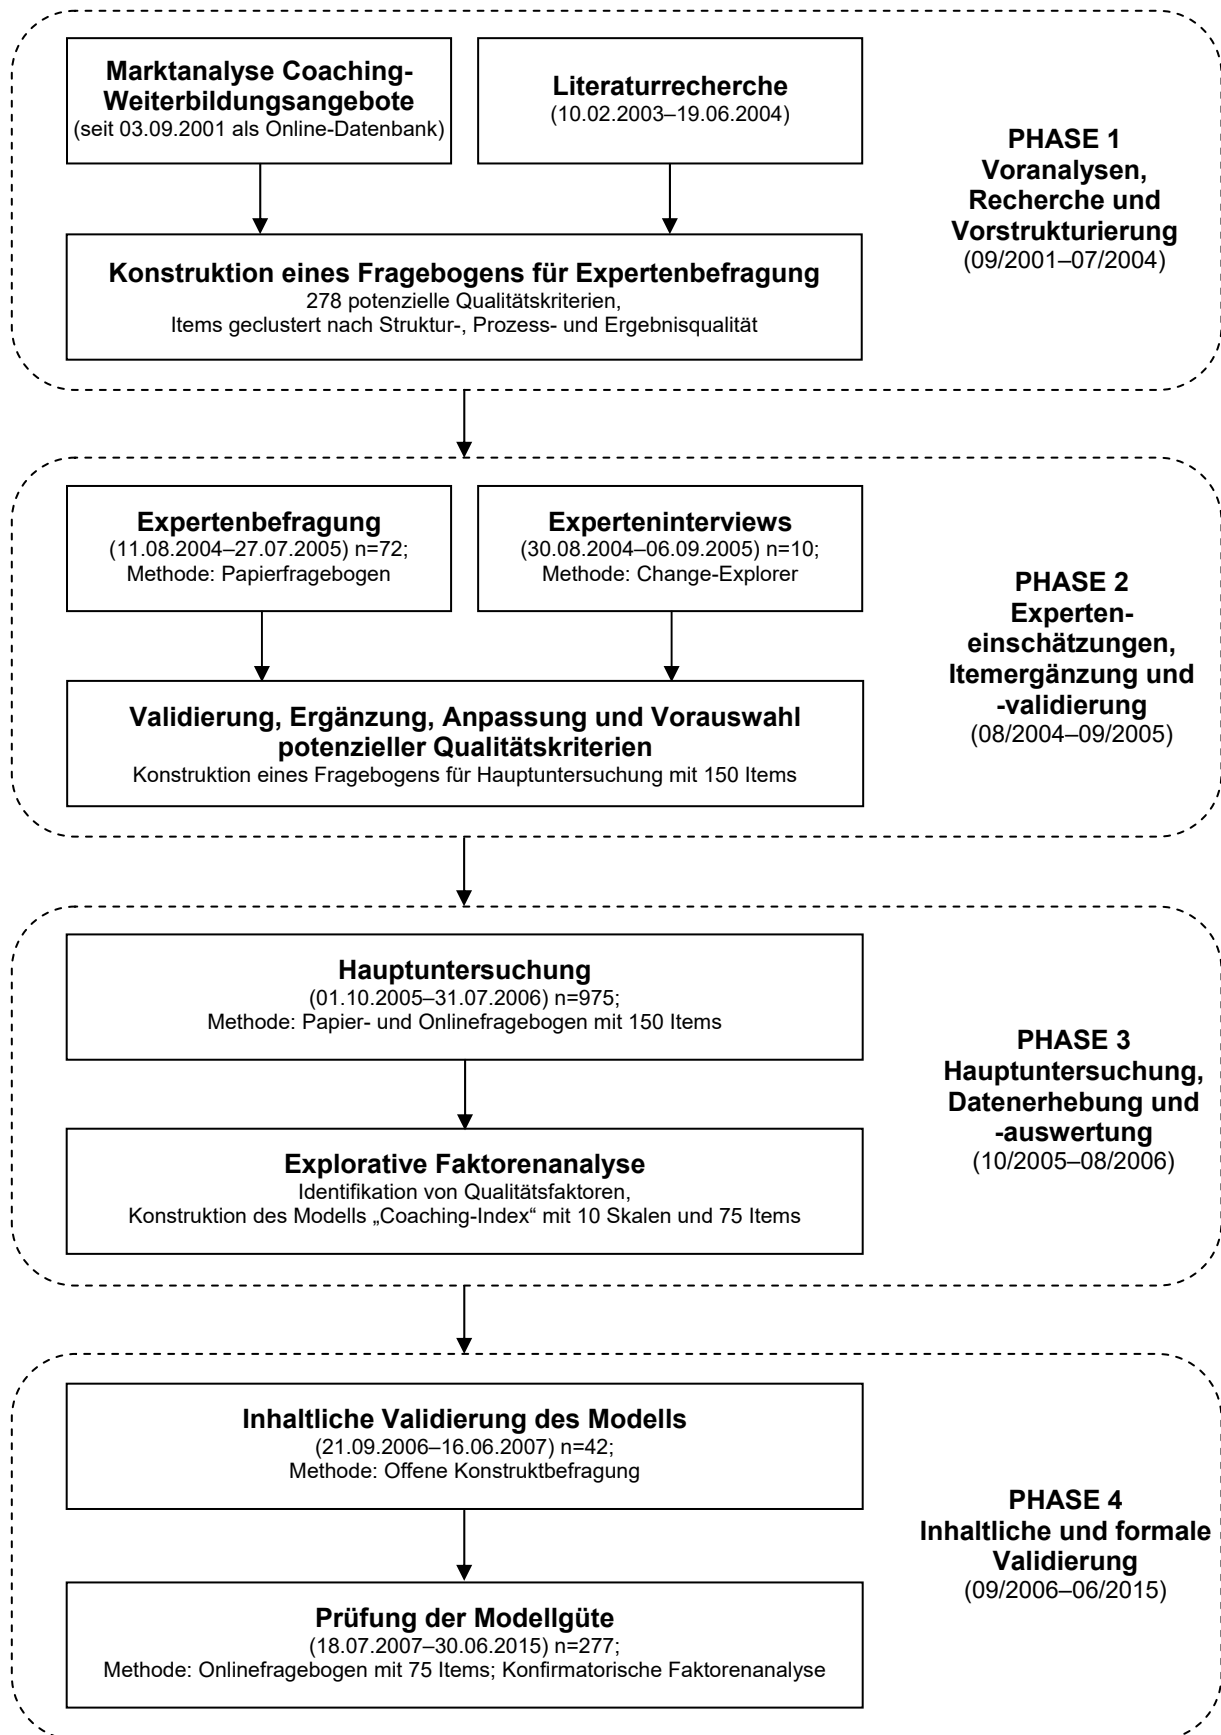 Marktanalyse Coaching-
Weiterbildungsangebote
(seit 03.09.2001 als Online-Datenbank)
Literaturrecherche
(10.02.2003–19.06.2004)
Konstruktion eines Fragebogens für Expertenbefragung
278 potenzielle Qualitätskriterien,
Items geclustert nach Struktur-, Prozess- und Ergebnisqualität
PHASE 1
Voranalysen,
Recherche und
Vorstrukturierung
(09/2001–07/2004)
Expertenbefragung
(11.08.2004–27.07.2005) n=72;
Methode: Papierfragebogen
Experteninterviews
(30.08.2004–06.09.2005) n=10;
Methode: Change-Explorer
Validierung, Ergänzung, Anpassung und Vorauswahl
potenzieller Qualitätskriterien
Konstruktion eines Fragebogens für Hauptuntersuchung mit 150 Items
PHASE 2
Experten-
einschätzungen,
Itemergänzung und
-validierung
(08/2004–09/2005)
Hauptuntersuchung
(01.10.2005–31.07.2006) n=975;
Methode: Papier- und Onlinefragebogen mit 150 Items
Explorative Faktorenanalyse
Identifikation von Qualitätsfaktoren,
Konstruktion des Modells „Coaching-Index“ mit 10 Skalen und 75 Items
PHASE 3
Hauptuntersuchung,
Datenerhebung und
-auswertung
(10/2005–08/2006)
Inhaltliche Validierung des Modells
(21.09.2006–16.06.2007) n=42;
Methode: Offene Konstruktbefragung
Prüfung der Modellgüte
(18.07.2007–30.06.2015) n=277;
Methode: Onlinefragebogen mit 75 Items; Konfirmatorische Faktorenanalyse
PHASE 4
Inhaltliche und formale
Validierung
(09/2006–06/2015)